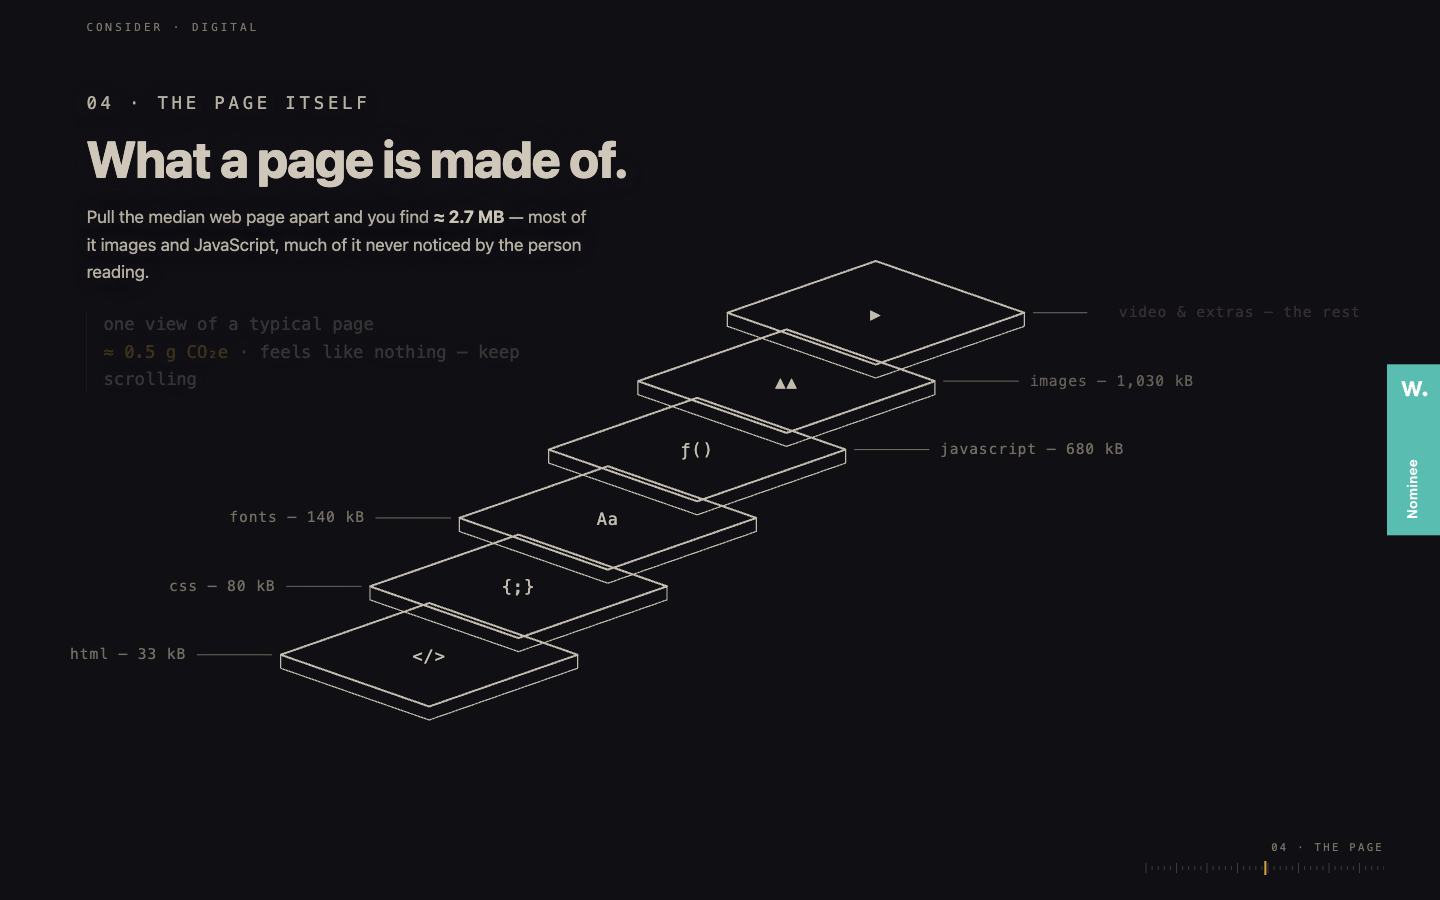 CONSIDER · DIGITAL
04 · THE PAGE ITSELF
What a page is made of.
Pull the median web page apart and you find ≈ 2.7 MB — most of
it images and JavaScript, much of it never noticed by the person
reading.
one view of a typical page
≈ 0.5 g CO₂e · feels like nothing — keep
scrolling
video & extras — the rest
images — 1,030 kB
W.
javascript — 680 kB
ƒ()
Nominee
fonts — 140 kB
Aa
css — 80 kB
{;}
html — 33 kB
</>
04 · THE PAGE